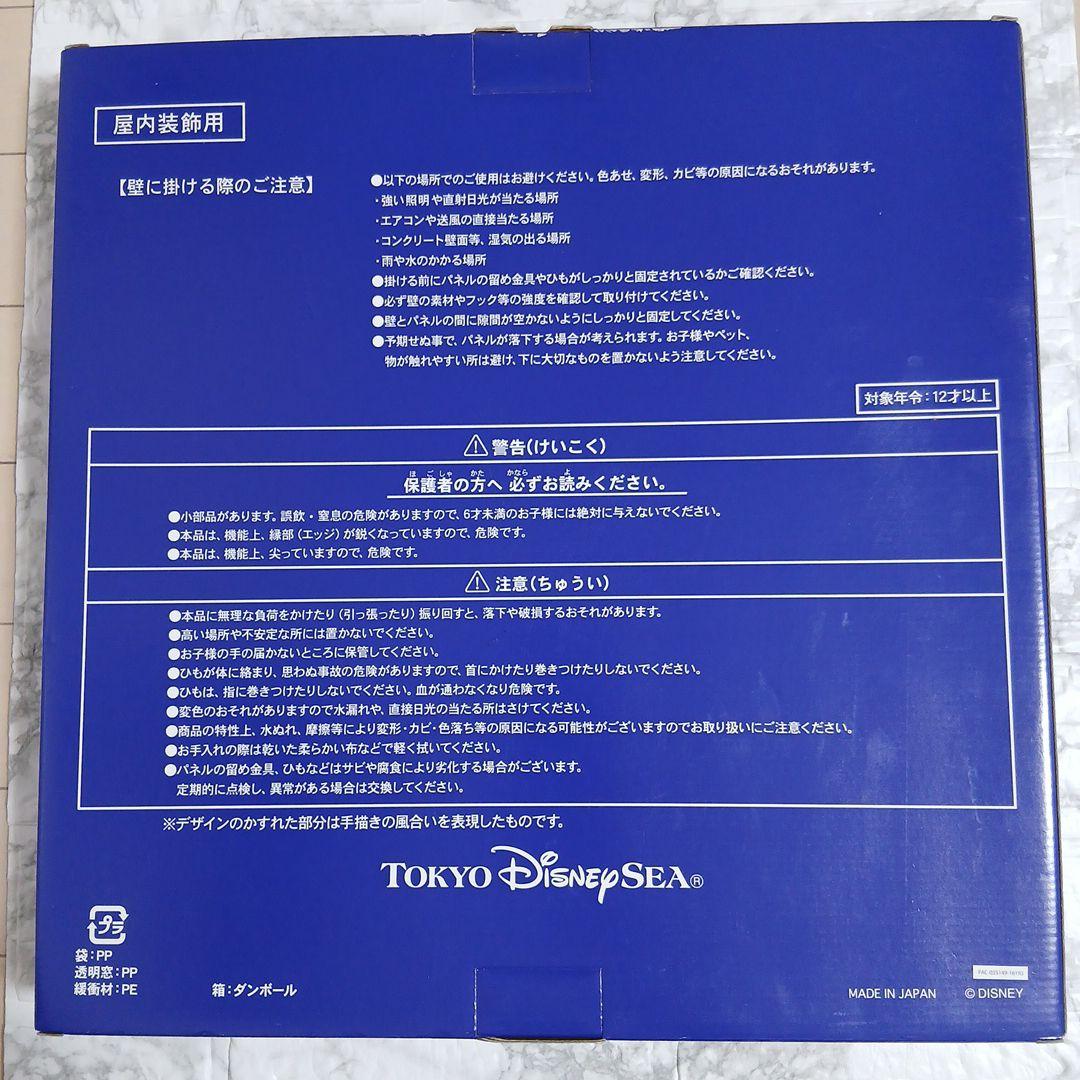 屋内装飾用
【壁に掛ける際のご注意】
●以下の場所でのご使用はお避けください。色あせ、変形、カビ等の原因になるおそれがあります。
・強い照明や直射日光が当たる場所
・エアコンや送風の直接当たる場所
・コンクリート壁面等、湿気の出る場所
・雨や水のかかる場所
●掛ける前にパネルの留め金具やひもがしっかりと固定されているかご確認ください。
●必ず壁の素材やフック等の強度を確認して取り付けてください。
●壁とパネルの間に隙間が空かないようにしっかりと固定してください。
●予期せぬ事で、パネルが落下する場合が考えられます。お子様やペット、
物が触れやすい所は避け、下に大切なものを置かないよう注意してください。
対象年令:12才以上
⚠警告(けいこく)
ほごしゃ かた かなら よ
保護者の方へ 必ずお読みください。
●小部品があります。誤飲・窒息の危険がありますので、6才未満のお子様には絶対に与えないでください。
●本品は、機能上、縁部(エッジ)が鋭くなっていますので、危険です。
●本品は、機能上、尖っていますので、危険です。
⚠注意(ちゅうい)
●本品に無理な負荷をかけたり(引っ張ったり)振り回すと、落下や破損するおそれがあります。
●高い場所や不安定な所には置かないでください。
●お子様の手の届かないところに保管してください。
●ひもが体に絡まり、思わぬ事故の危険がありますので、首にかけたり巻きつけたりしないでください。
●ひもは、指に巻きつけたりしないでください。血が通わなくなり危険です。
●変色のおそれがありますので水漏れや、直接日光の当たる所はさけてください。
●商品の特性上、水ぬれ、摩擦等により変形・カビ・色落ち等の原因になる可能性がございますのでお取り扱いにご注意ください。
●お手入れの際は乾いた柔らかい布などで軽く拭いてください。
●パネルの留め金具、ひもなどはサビや腐食により劣化する場合がございます。
定期的に点検し、異常がある場合は交換してください。
※デザインのかすれた部分は手描きの風合いを表現したものです。
TOKYO DISNEY SEA®
プラ
袋:PP
透明窓:PP
緩衝材:PE
箱:ダンボール
MADE IN JAPAN
© DISNEY